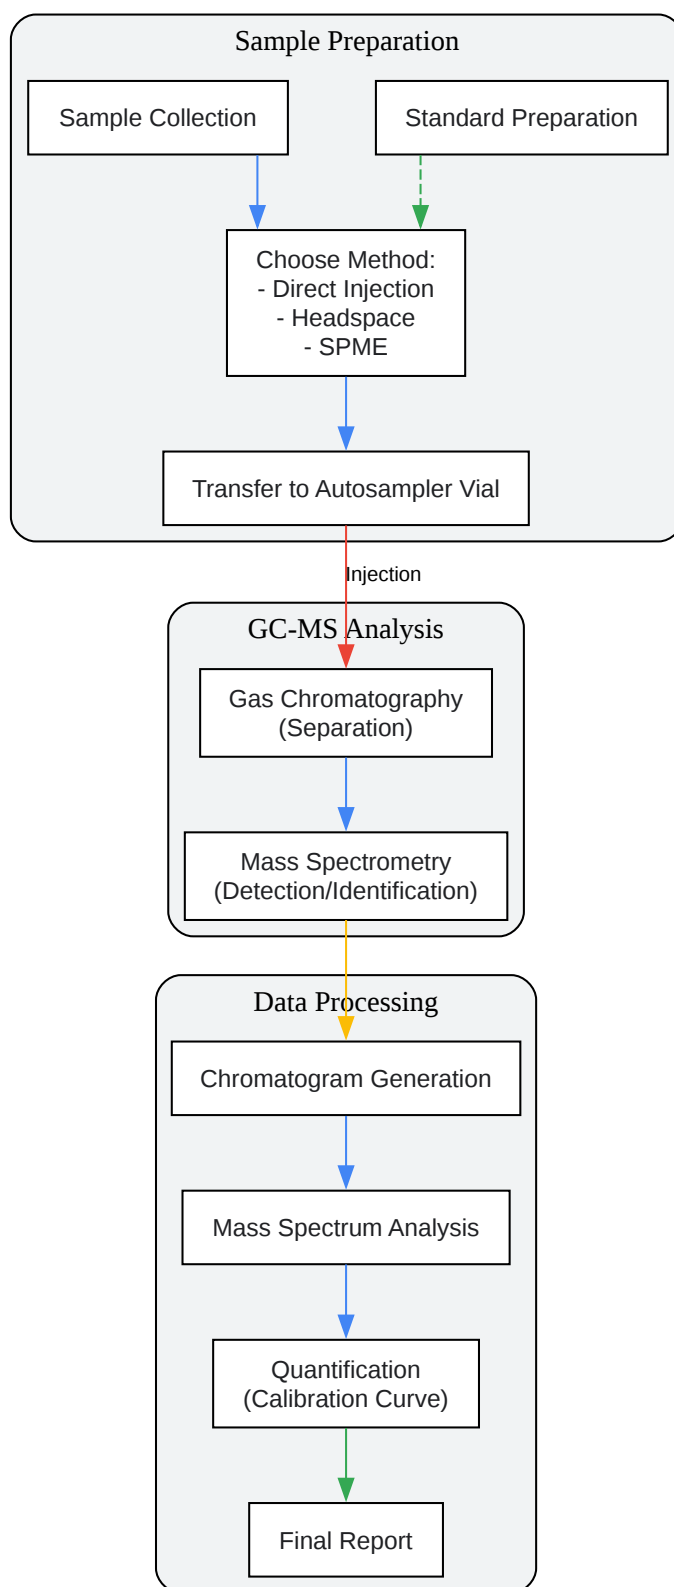 Sample Preparation
Sample Collection
Standard Preparation
Choose Method:
- Direct Injection
- Headspace
- SPME
Transfer to Autosampler Vial
Injection
GC-MS Analysis
Gas Chromatography
(Separation)
Mass Spectrometry
(Detection/Identification)
Data Processing
Chromatogram Generation
Mass Spectrum Analysis
Quantification
(Calibration Curve)
Final Report